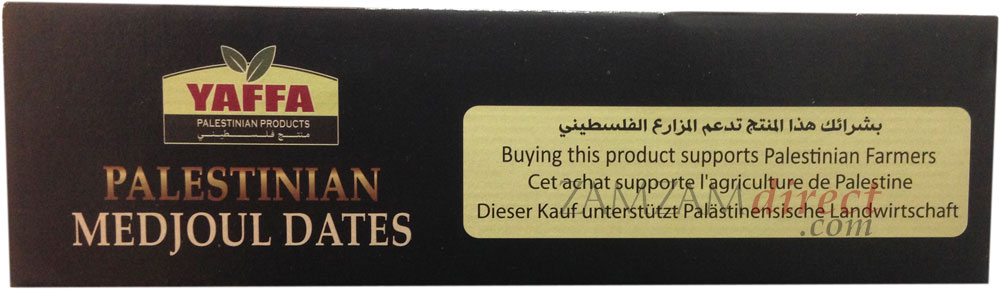 YAFFA
PALESTINIAN PRODUCTS
منتج فلسطيني
PALESTINIAN
MEDJOUL DATES
بشرائك هذا المنتج تدعم المزارع الفلسطيني
Buying this product supports Palestinian Farmers
Cet achat supporte l'agriculture de Palestine
Dieser Kauf unterstützt Palästinensische Landwirtschaft
ZAMZAMdirect
.com